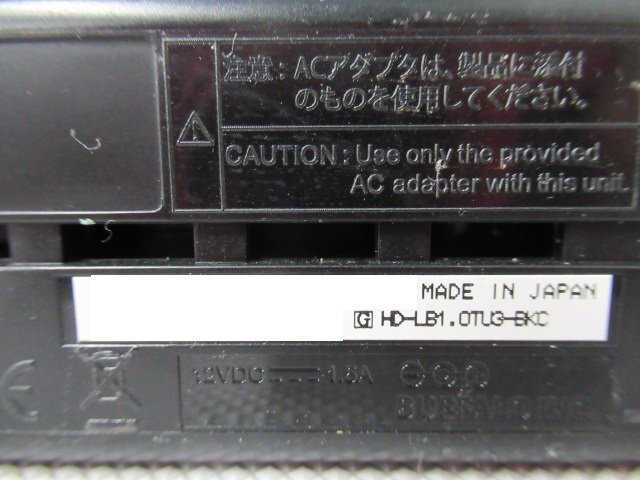 注意：ACアダプタは、製品に添付
のものを使用してください。
CAUTION : Use only the provided
AC adapter with this unit.
MADE IN JAPAN
G HD-LB1.0TU3-BKC
CE
12VDC 1.5A
BUFFALO INC.